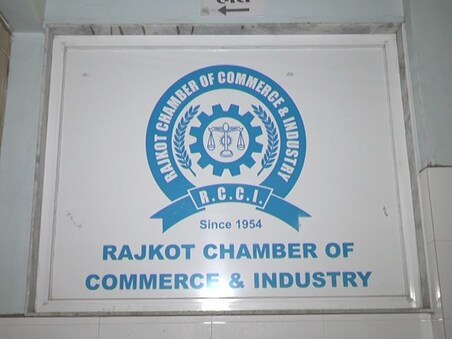 RAJKOT CHAMBER OF COMMERCE & INDUSTRY
R.C.C.I.
Since 1954
RAJKOT CHAMBER OF
COMMERCE & INDUSTRY